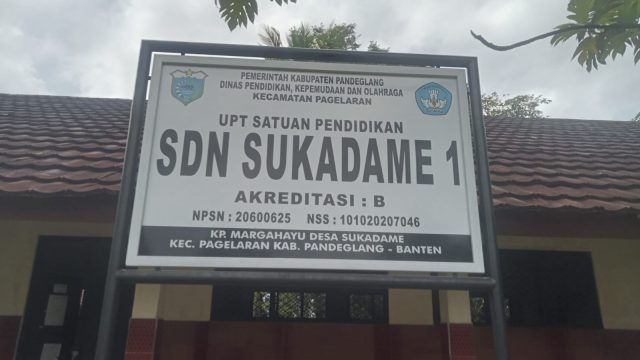 PEMERINTAH KABUPATEN PANDEGLANG
DINAS PENDIDIKAN, KEPEMUDAAN DAN OLAHRAGA
KECAMATAN PAGELARAN
UPT SATUAN PENDIDIKAN
SDN SUKADAME 1
AKREDITASI : B
NPSN : 20600625 NSS : 101020207046
KP. MARGAHAYU DESA SUKADAME
KEC. PAGELARAN KAB. PANDEGLANG - BANTEN